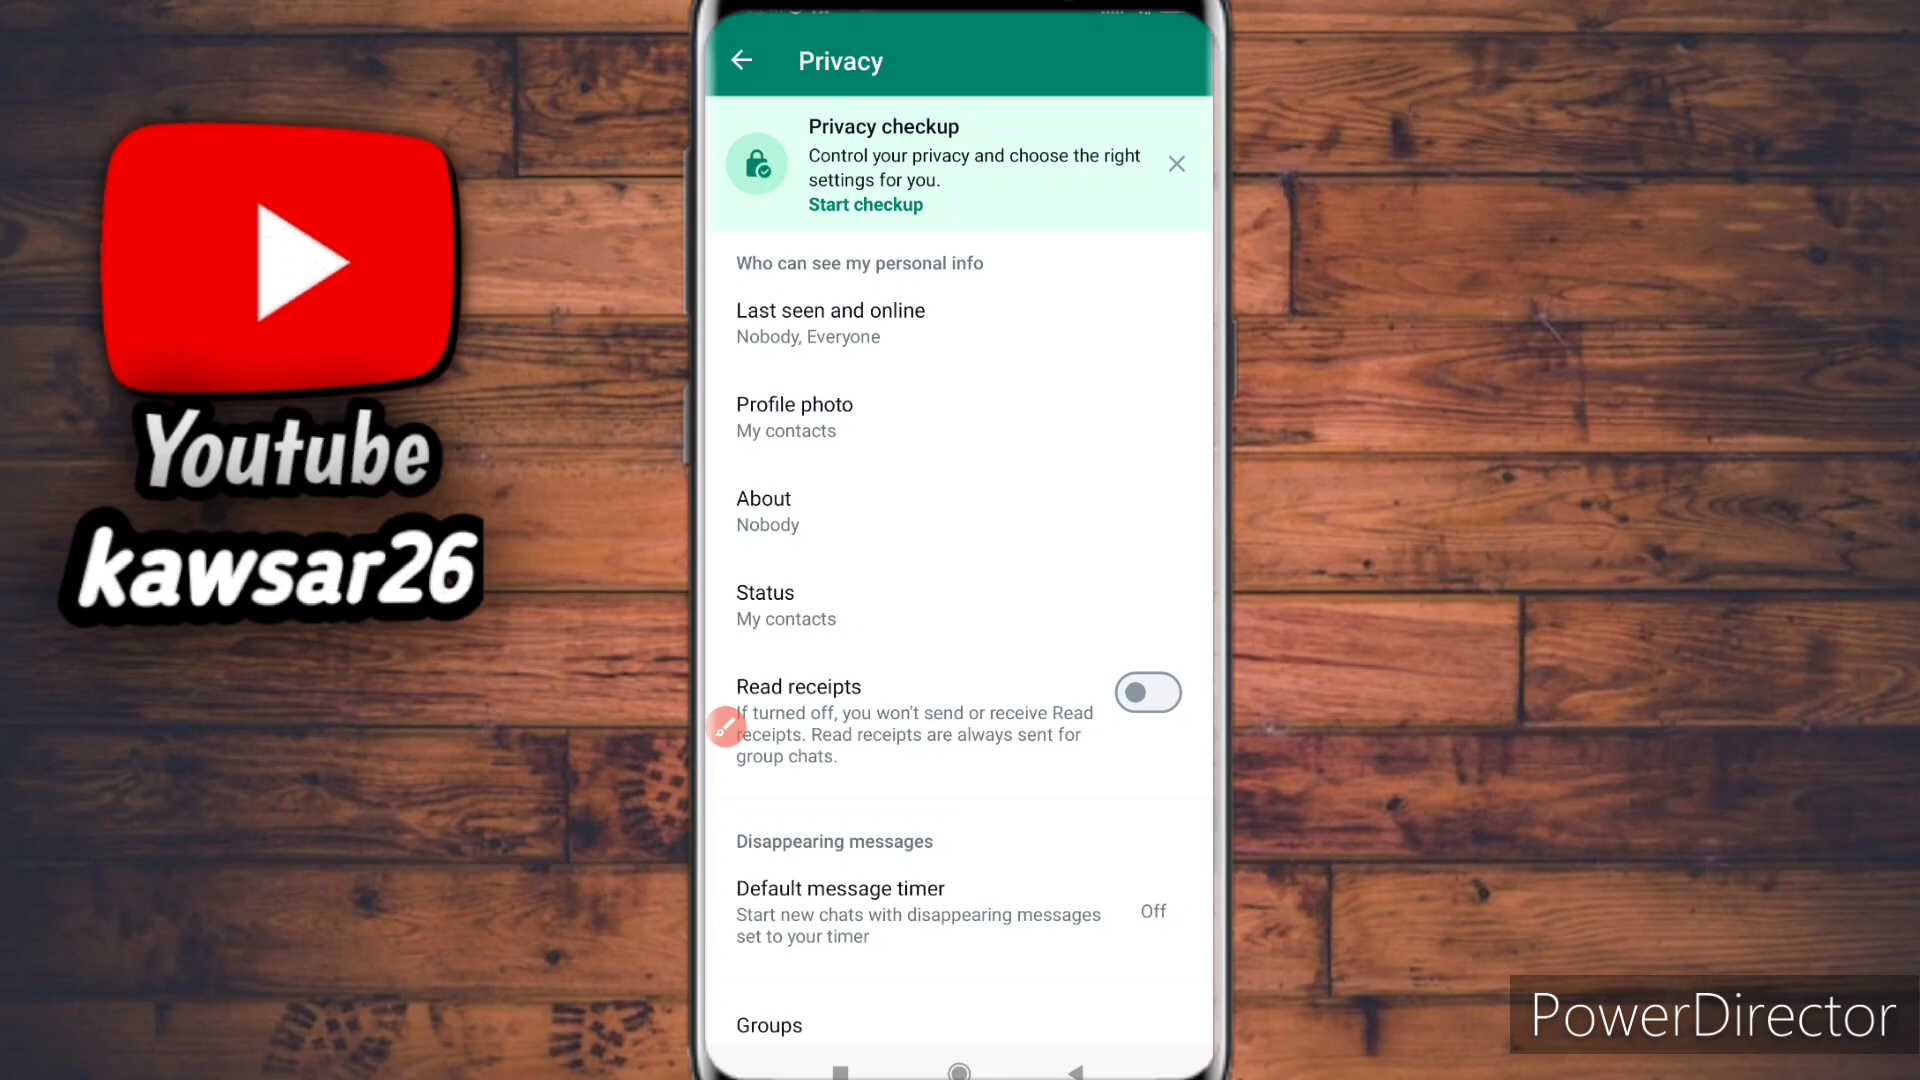 Privacy
Privacy checkup
Control your privacy and choose the right
settings for you.
Start checkup
Who can see my personal info
Last seen and online
Nobody, Everyone
Profile photo
My contacts
About
Nobody
Status
My contacts
Read receipts
If turned off, you won't send or receive Read
receipts. Read receipts are always sent for
group chats.
Disappearing messages
Default message timer
Start new chats with disappearing messages
set to your timer
Off
Groups
Youtube
kawsar26
PowerDirector